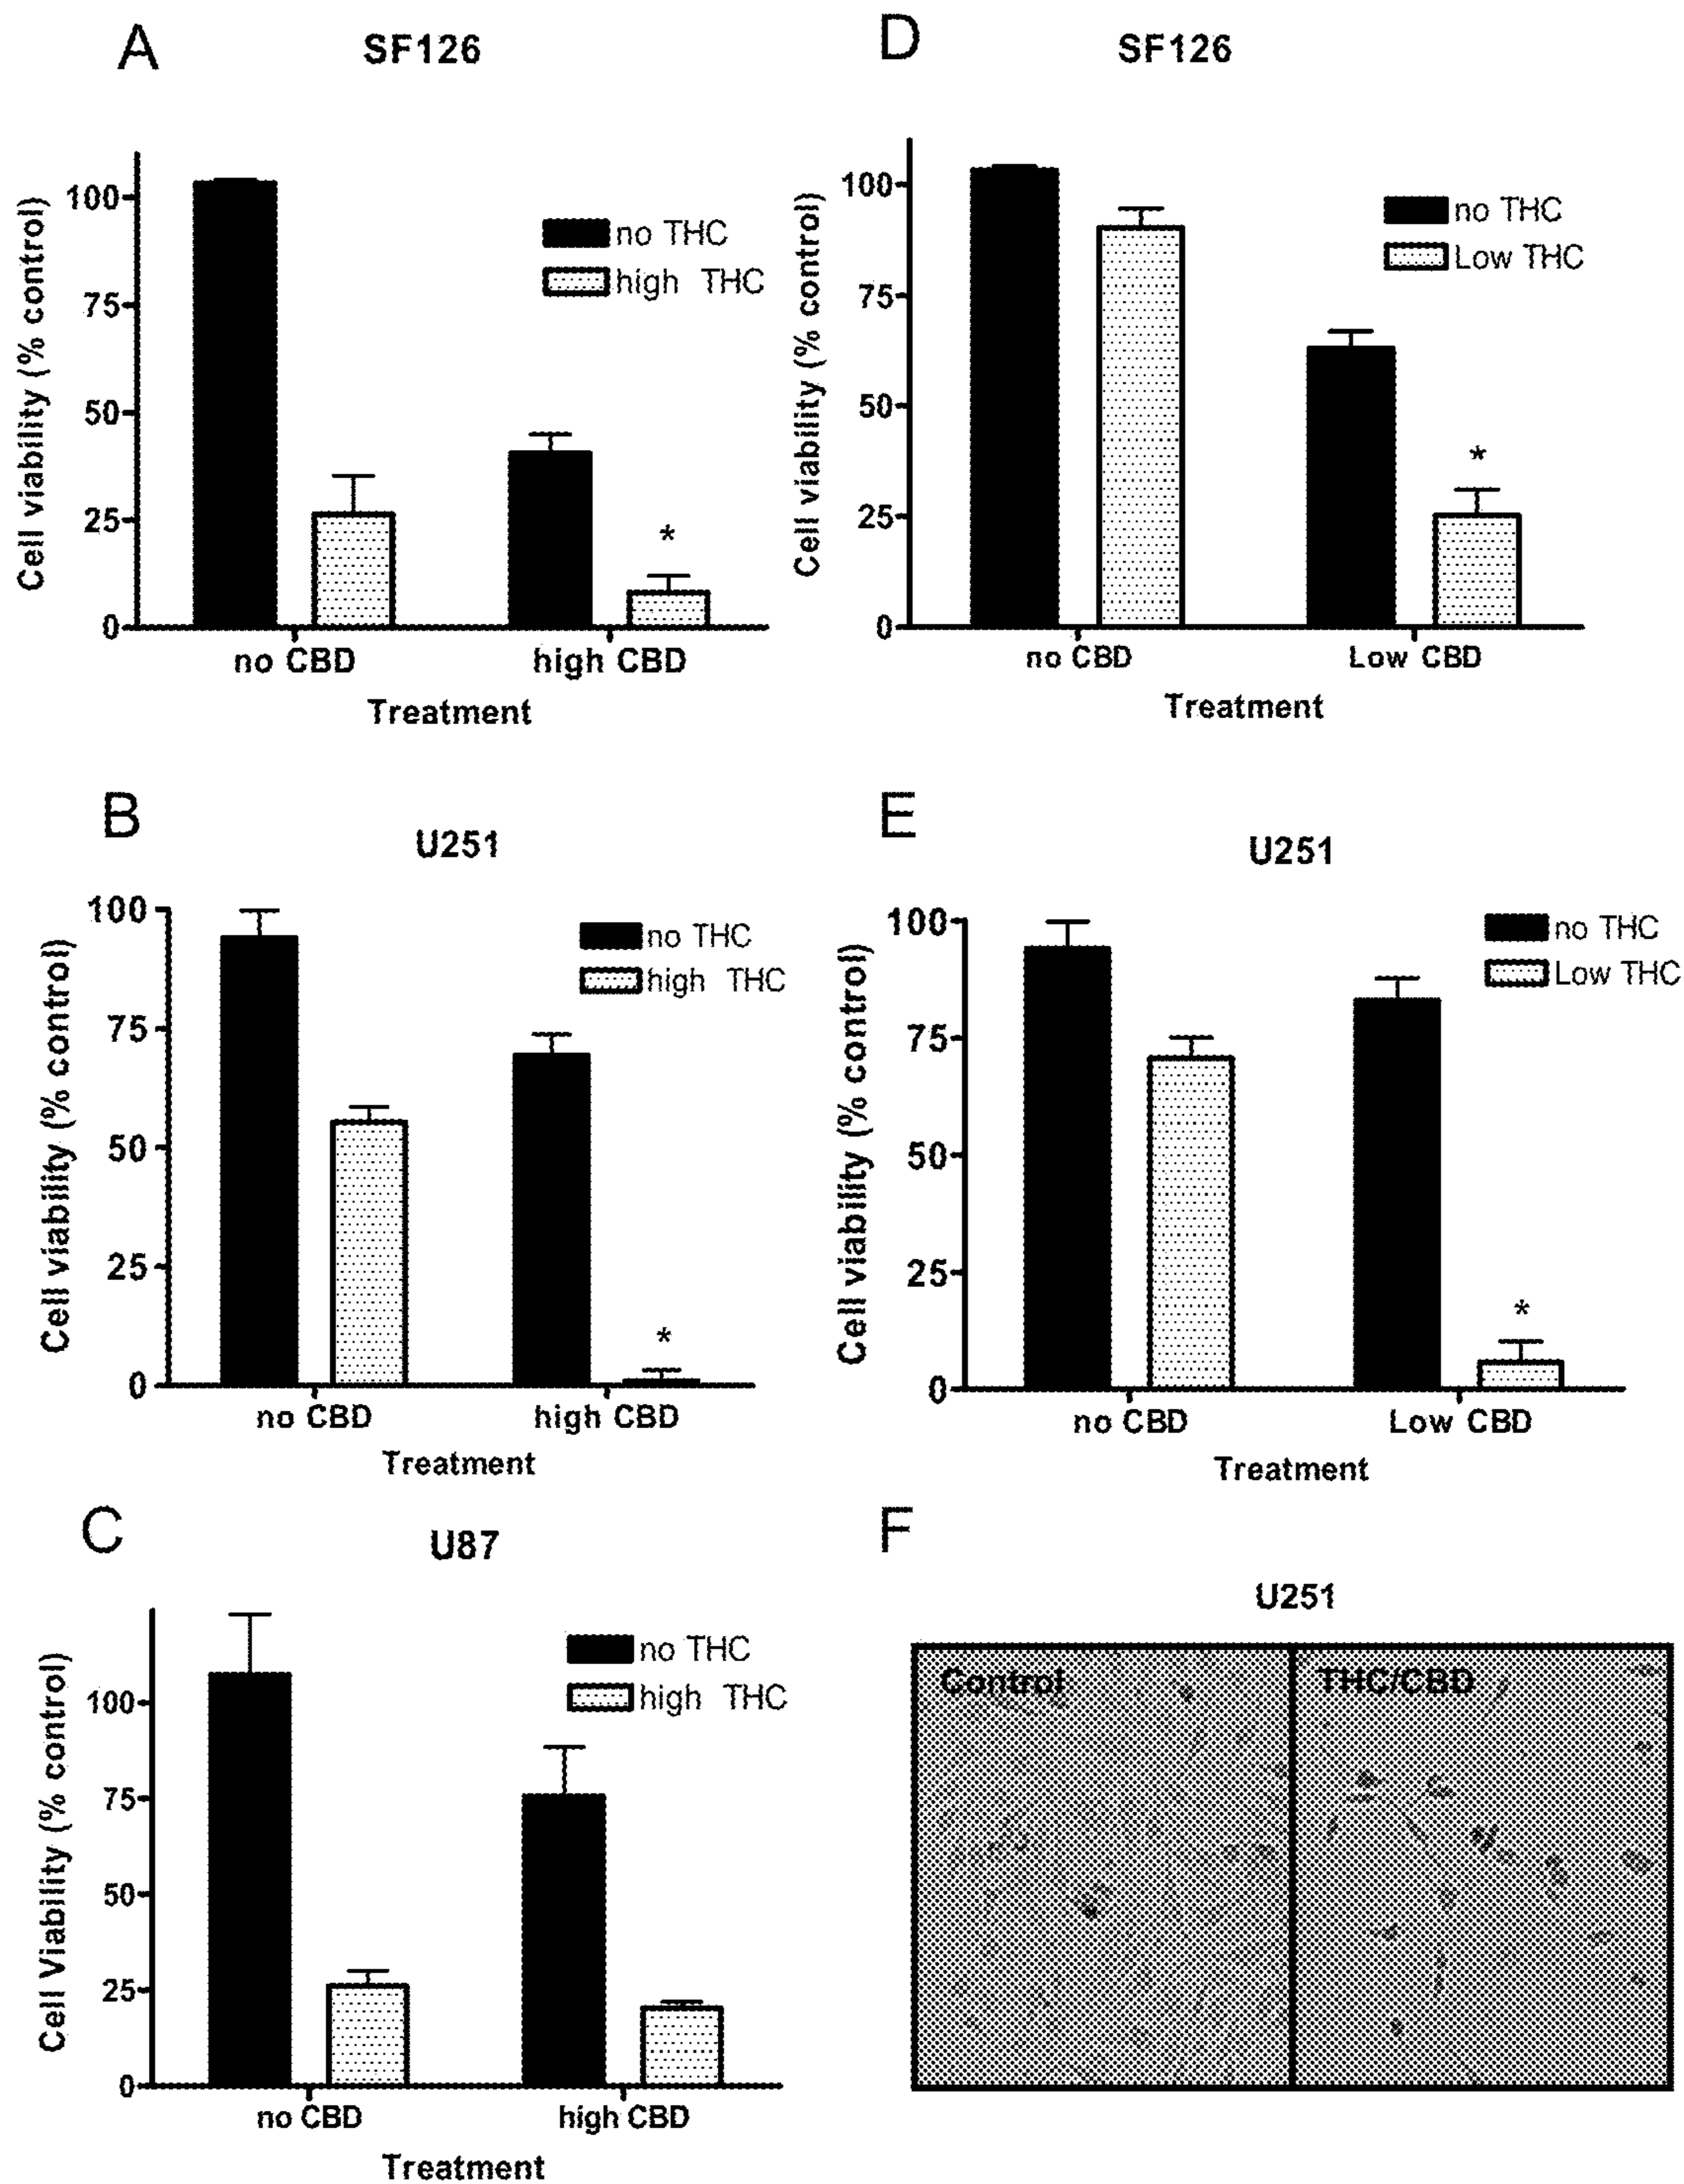 A
SF126
Cell viability (% control)
100
75
50
25
0
no THC
high THC
*
no CBD
high CBD
Treatment
D
SF126
Cell viability (% control)
100
75
50
25
0
no THC
Low THC
*
no CBD
Low CBD
Treatment
B
U251
Cell viability (% control)
100
75
50
25
0
no THC
high THC
*
no CBD
high CBD
Treatment
E
U251
Cell viability (% control)
100
75
50
25
0
no THC
Low THC
*
no CBD
Low CBD
Treatment
C
U87
Cell Viability (% control)
100
75
50
25
0
no THC
high THC
no CBD
high CBD
Treatment
F
U251
Control
THC/CBD